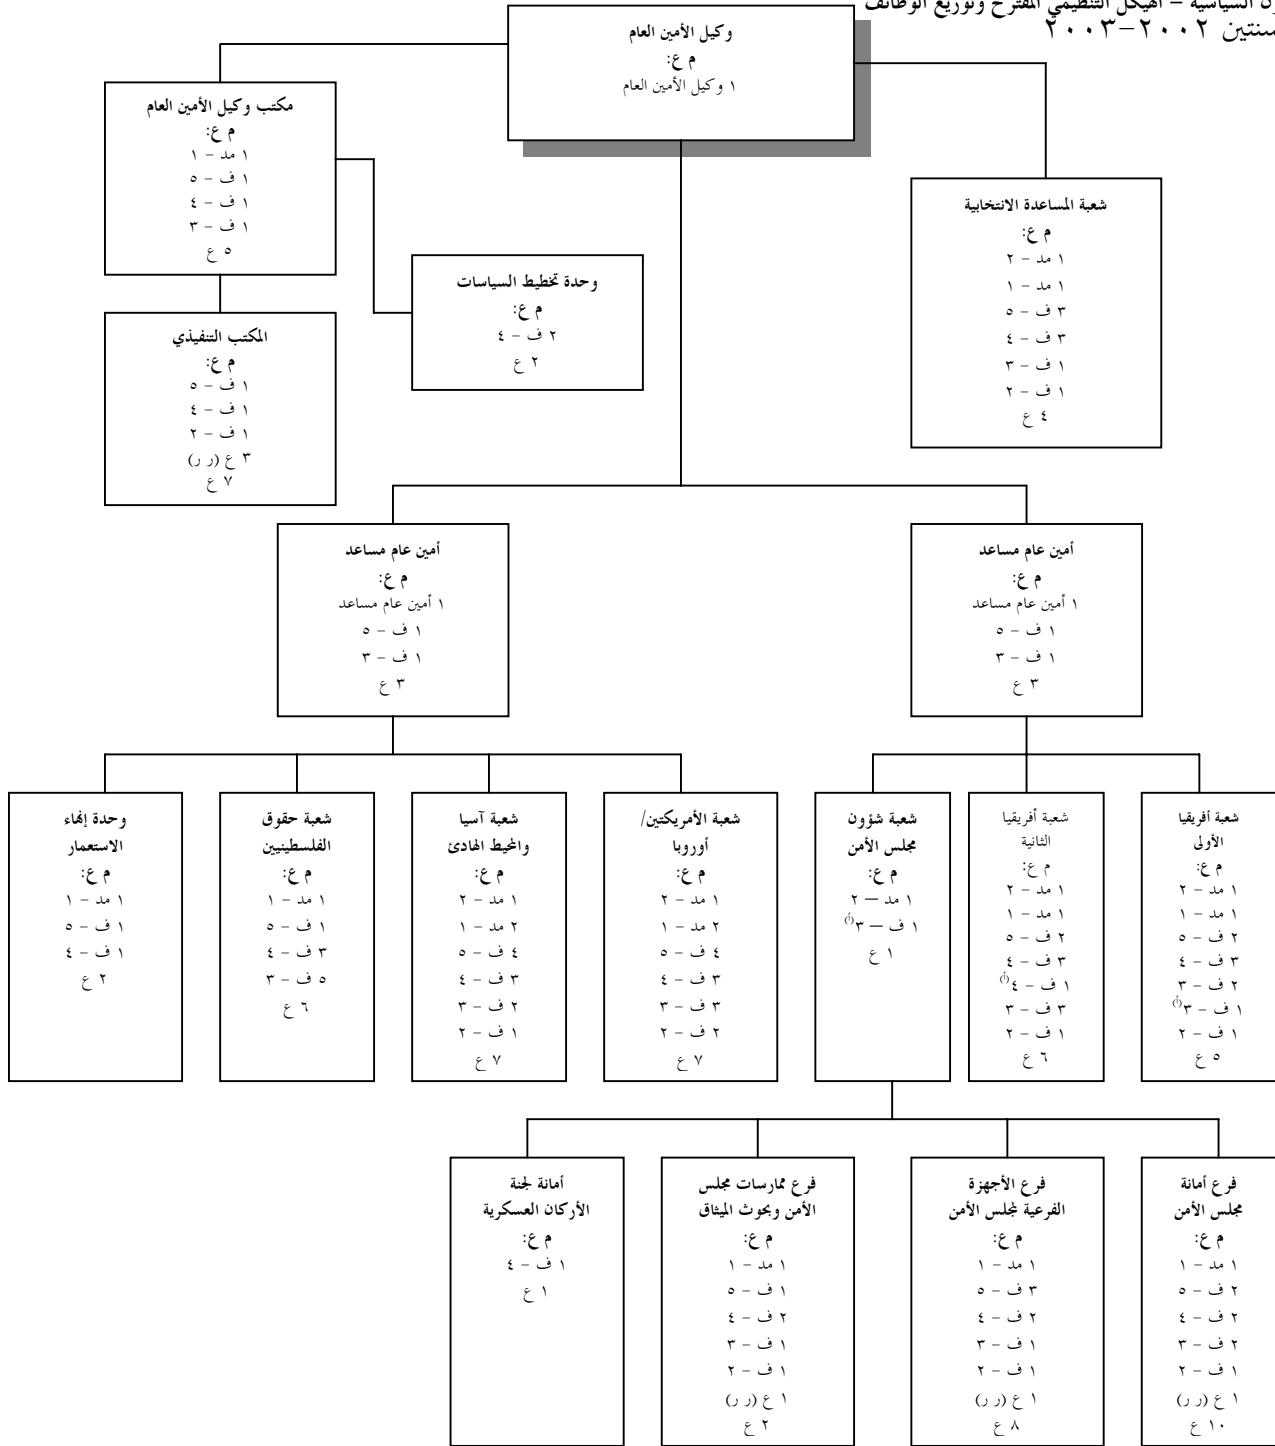 السياسية – الهيكل التنظيمي المقترح وتوزيع الوظائف
٢٠٠٢-٢٠٠٣
وكيل الأمين العام
م ع:
١ وكيل الأمين العام
مكتب وكيل الأمين العام
م ع:
١ مد – ١
١ ف – ٥
١ ف – ٤
١ ف – ٣
٥ ع
شعبة المساعدة الانتخابية
م ع:
١ مد – ٢
١ مد – ١
٣ ف – ٥
٣ ف – ٤
١ ف – ٣
١ ف – ٢
٤ ع
وحدة تخطيط السياسات
م ع:
٢ ف – ٤
٢ ع
المكتب التنفيذي
م ع:
١ ف – ٥
١ ف – ٤
١ ف – ٢
٣ ع (ر ر)
٧ ع
أمين عام مساعد
م ع:
١ أمين عام مساعد
١ ف – ٥
١ ف – ٣
٣ ع
أمين عام مساعد
م ع:
١ أمين عام مساعد
١ ف – ٥
١ ف – ٣
٣ ع
شعبة أفريقيا
الأولى
م ع:
١ مد – ٢
١ مد – ١
٢ ف – ٥
٣ ف – ٤
٢ ف – ٣
١ ف – ٣(أ)
١ ف – ٢
٥ ع
شعبة أفريقيا
الثانية
م ع:
١ مد – ٢
١ مد – ١
٢ ف – ٥
٣ ف – ٤
١ ف – ٤(أ)
٣ ف – ٣
١ ف – ٢
٦ ع
شعبة شؤون
مجلس الأمن
م ع:
١ مد — ٢
١ ف — ٣(أ)
١ ع
شعبة الأمريكتين/
أوروبا
م ع:
١ مد – ٢
٢ مد – ١
٤ ف – ٥
٣ ف – ٤
٣ ف – ٣
٢ ف – ٢
٧ ع
شعبة آسيا
والمحيط الهادئ
م ع:
١ مد – ٢
٢ مد – ١
٤ ف – ٥
٣ ف – ٤
٢ ف – ٣
١ ف – ٢
٧ ع
شعبة حقوق
الفلسطينيين
م ع:
١ مد – ١
١ ف – ٥
٣ ف – ٤
٥ ف – ٣
٦ ع
وحدة إنهاء
الاستعمار
م ع:
١ مد – ١
١ ف – ٥
١ ف – ٤
٢ ع
فرع أمانة
مجلس الأمن
م ع:
١ مد – ١
٢ ف – ٥
٢ ف – ٤
٢ ف – ٣
١ ف – ٢
١ ع (ر ر)
١٠ ع
فرع الأجهزة
الفرعية لمجلس الأمن
م ع:
١ مد – ١
٣ ف – ٥
٢ ف – ٤
١ ف – ٣
١ ف – ٢
١ ع (ر ر)
٨ ع
فرع ممارسات مجلس
الأمن وبحوث الميثاق
م ع:
١ مد – ١
١ ف – ٥
٢ ف – ٤
١ ف – ٣
١ ف – ٢
١ ع (ر ر)
٢ ع
أمانة لجنة
الأركان العسكرية
م ع:
١ ف – ٤
١ ع